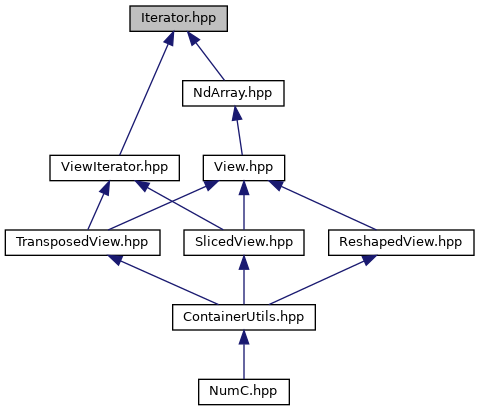 Iterator.hpp
NdArray.hpp
ViewIterator.hpp
View.hpp
TransposedView.hpp
SlicedView.hpp
ReshapedView.hpp
ContainerUtils.hpp
NumC.hpp